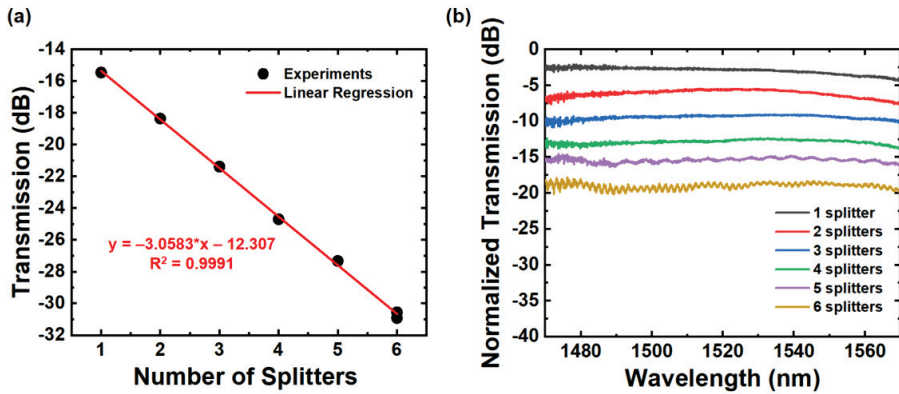 (a)
Transmission (dB)
-14
-16
-18
-20
-22
-24
-26
-28
-30
-32
Experiments
Linear Regression
y = –3.0583*x – 12.307
R² = 0.9991
1 2 3 4 5 6
Number of Splitters
(b)
Normalized Transmission (dB)
0
-5
-10
-15
-20
-25
-30
-35
-40
1 splitter
2 splitters
3 splitters
4 splitters
5 splitters
6 splitters
1480 1500 1520 1540 1560
Wavelength (nm)